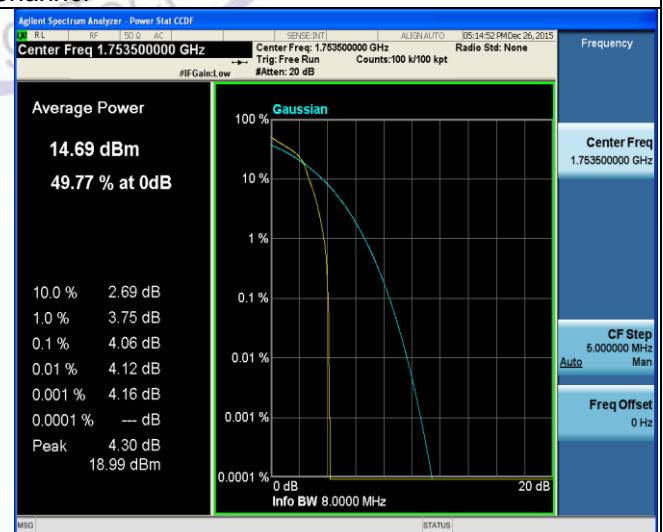 Agilent Spectrum Analyzer - Power Stat CCDF
RL RF 50 Ω AC SENSE:INT ALIGN AUTO 05:14:52 PM Dec 26, 2015
Center Freq 1.753500000 GHz
Center Freq: 1.753500000 GHz Radio Std: None
Trig: Free Run Counts:100 k/100 kpt
#IFGain:Low #Atten: 20 dB
Frequency
Average Power
14.69 dBm
49.77 % at 0dB
10.0 % 2.69 dB
1.0 % 3.75 dB
0.1 % 4.06 dB
0.01 % 4.12 dB
0.001 % 4.16 dB
0.0001 % --- dB
Peak 4.30 dB
18.99 dBm
Gaussian
100 %
10 %
1 %
0.1 %
0.01 %
0.001 %
0.0001 %
0 dB 20 dB
Info BW 8.0000 MHz
Center Freq
1.753500000 GHz
CF Step
5.000000 MHz
Auto Man
Freq Offset
0 Hz
MSG STATUS